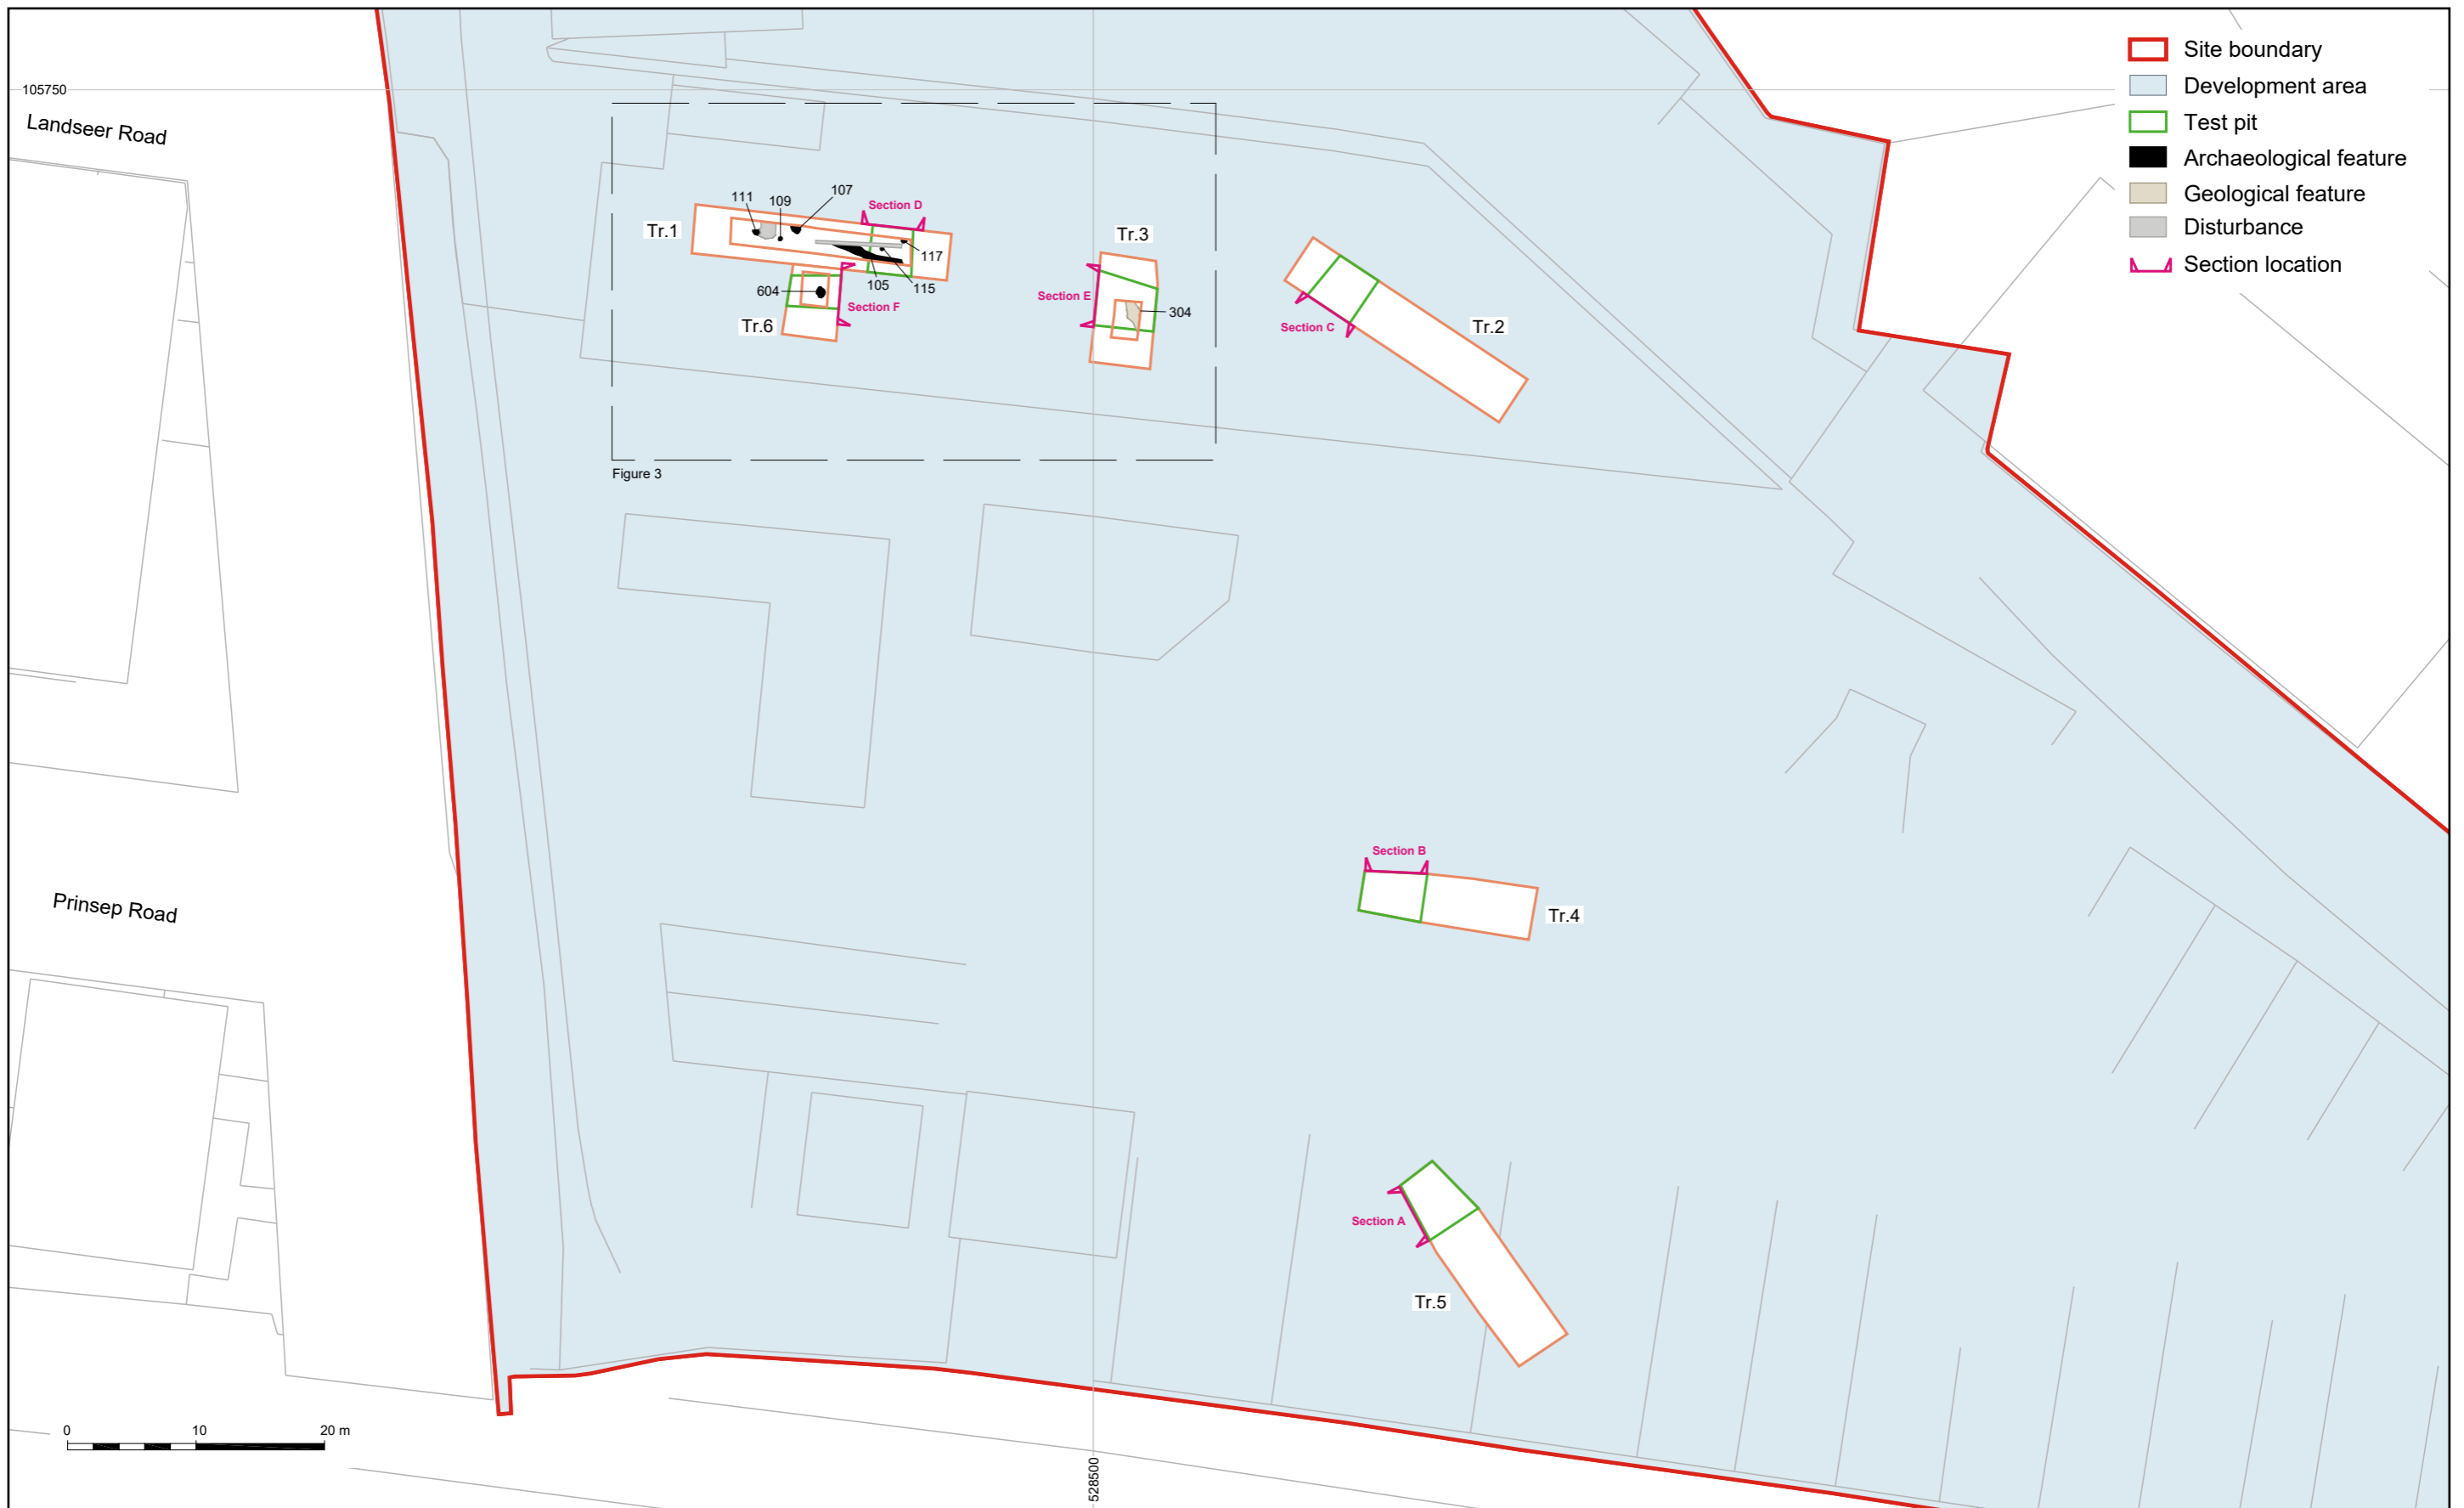 Site boundary
105750
Development area
Landseer Road
Test pit
Archaeological feature
Geological feature
Disturbance
Section location
111
109
107
Section D
Tr.1
117
105
115
604
Section F
Tr.6
Tr.3
Section E
304
Section C
Tr.2
Figure 3
Section B
Tr.4
Prinsep Road
Section A
Tr.5
0 10 20 m
528500